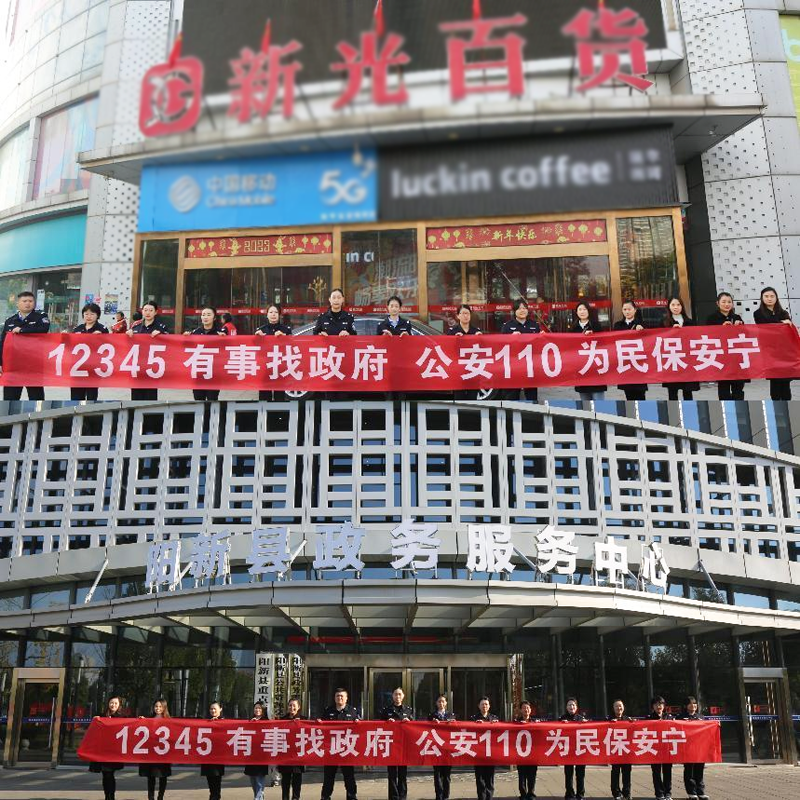 新光百货
中国移动
5G
luckin coffee
2023
新年快乐
12345 有事找政府 公安110 为民保安宁
阳新县政务服务中心
12345 有事找政府 公安110 为民保安宁